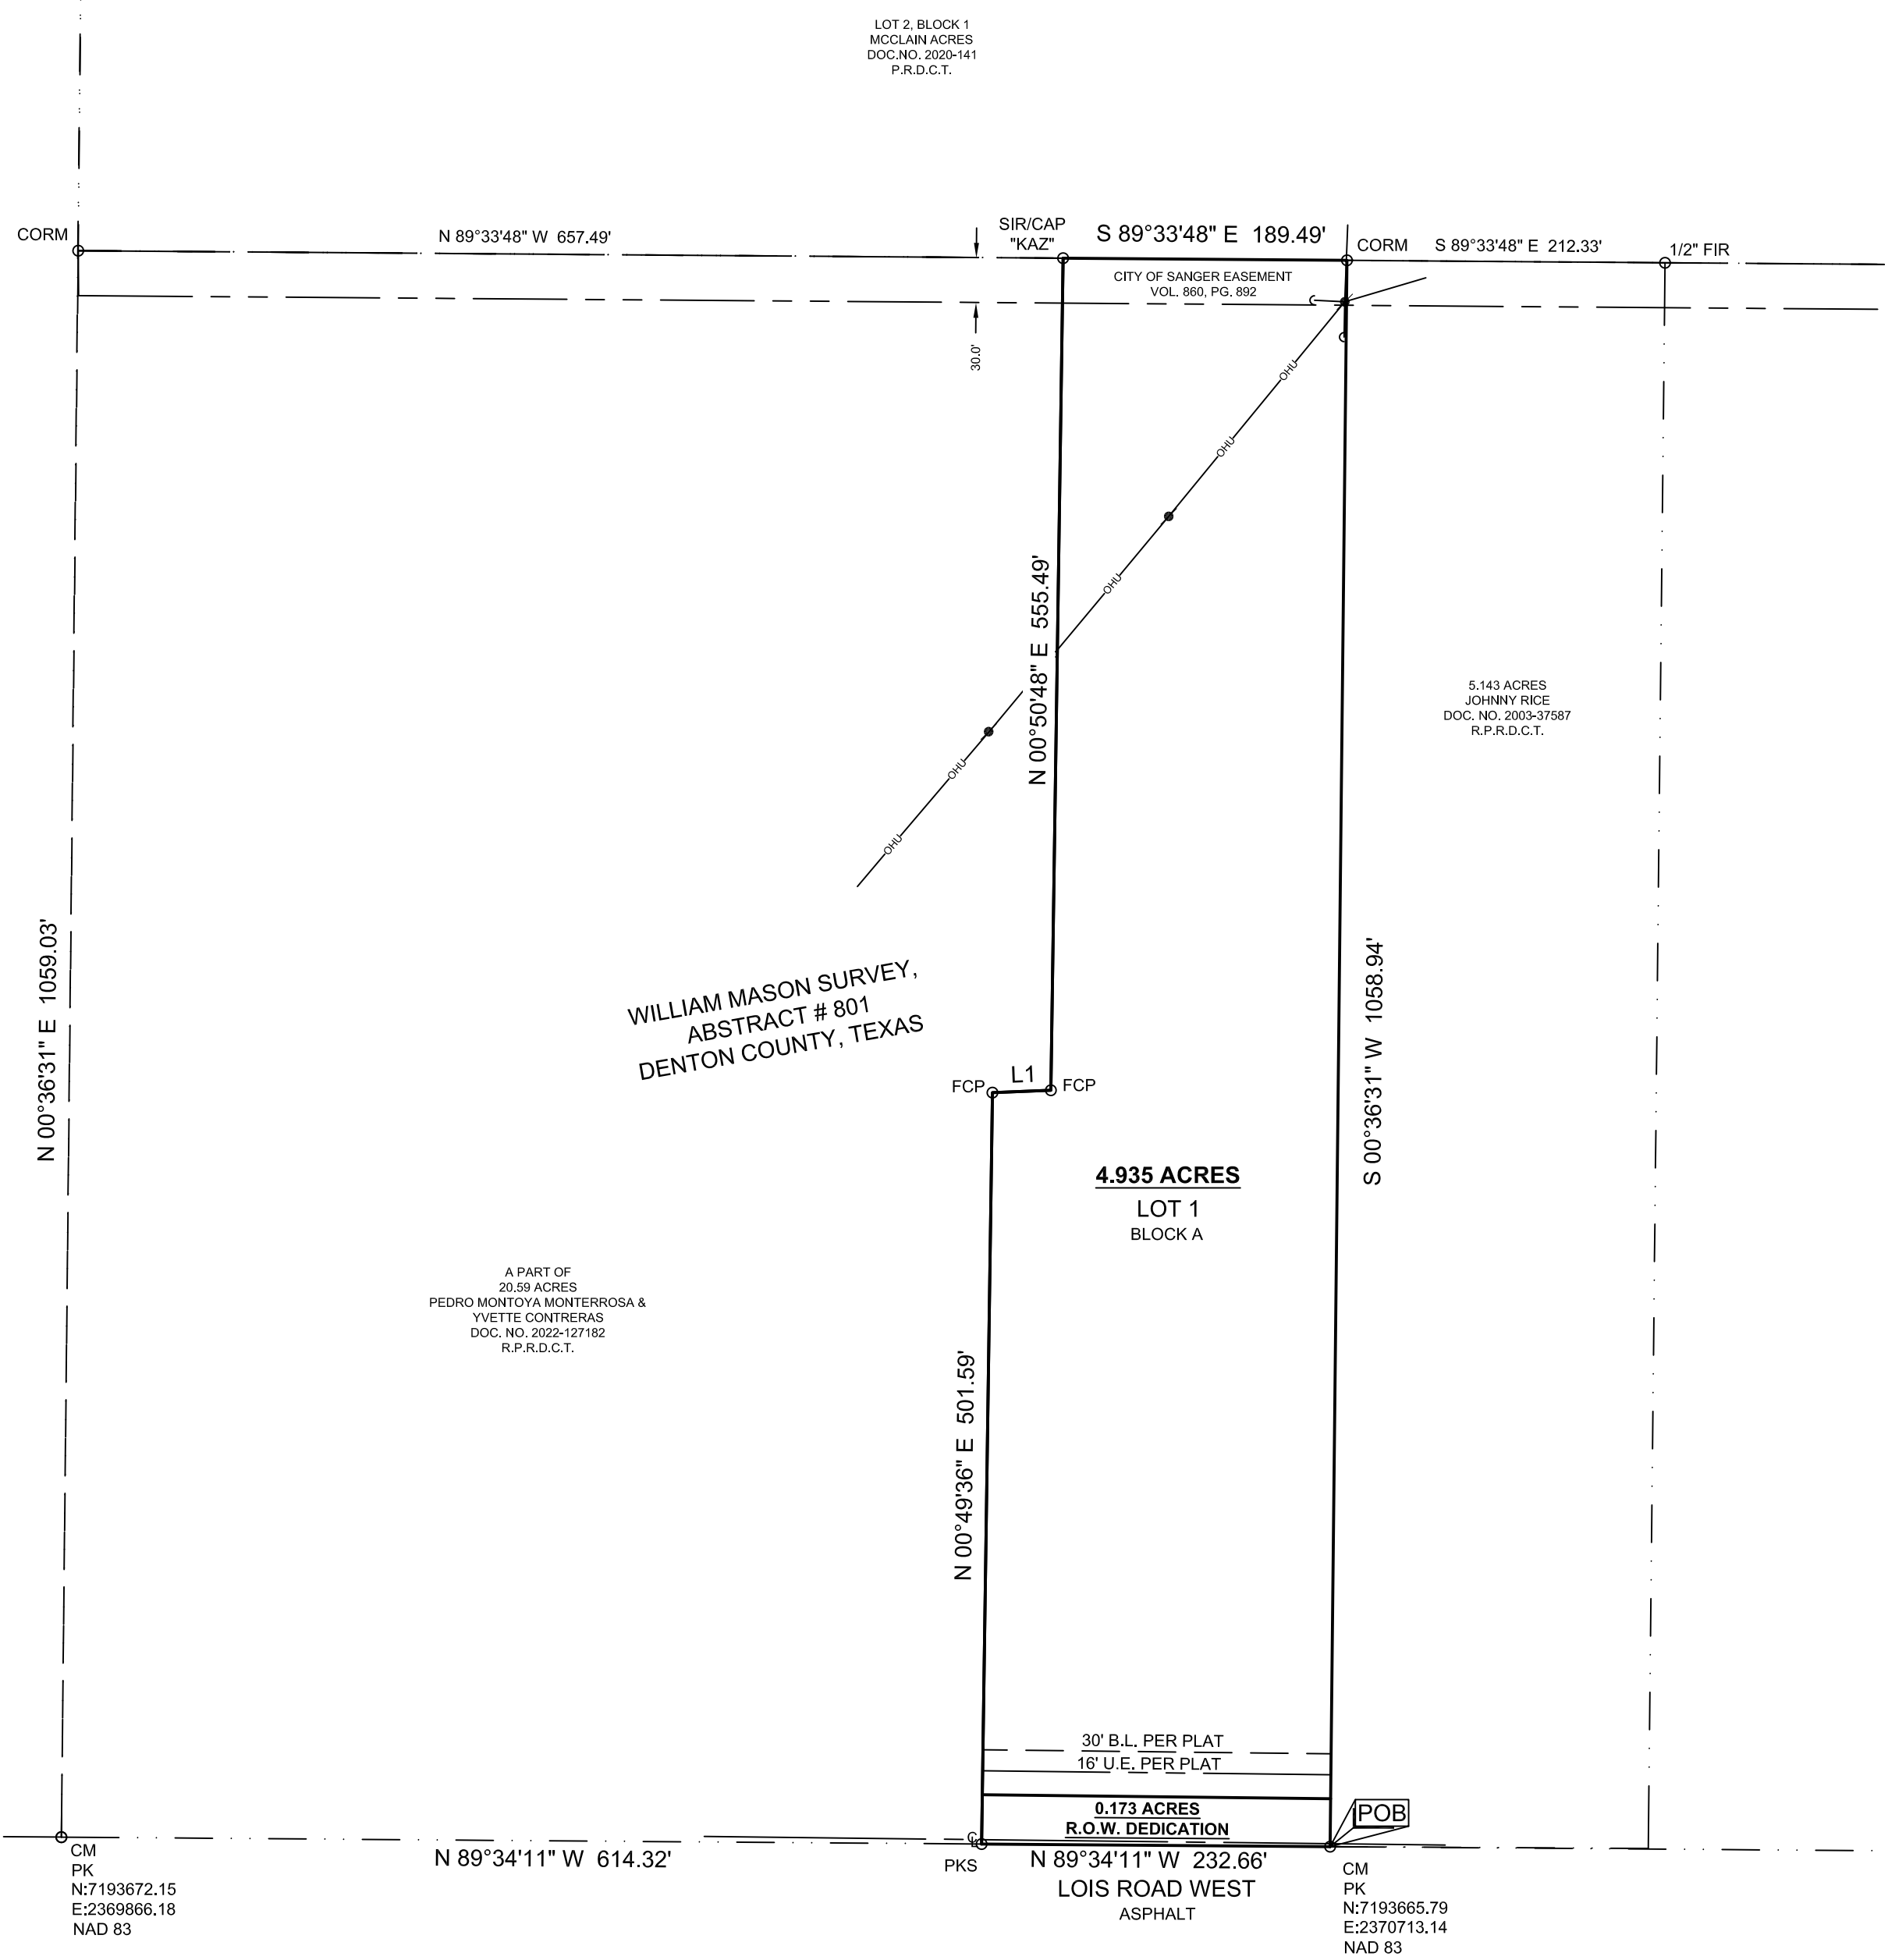 LOT 2, BLOCK 1
MCCLAIN ACRES
DOC.NO. 2020-141
P.R.D.C.T.
CORM
N 89°33'48" W 657.49'
SIR/CAP
"KAZ"
S 89°33'48" E 189.49'
CORM
S 89°33'48" E 212.33'
1/2" FIR
CITY OF SANGER EASEMENT
VOL. 860, PG. 892
30.0'
OHU
OHU
OHU
OHU
OHU
N 00°50'48" E 555.49'
5.143 ACRES
JOHNNY RICE
DOC. NO. 2003-37587
R.P.R.D.C.T.
N 00°36'31" E 1059.03'
WILLIAM MASON SURVEY,
ABSTRACT # 801
DENTON COUNTY, TEXAS
S 00°36'31" W 1058.94'
FCP
L1
FCP
4.935 ACRES
LOT 1
BLOCK A
A PART OF
20.59 ACRES
PEDRO MONTOYA MONTERROSA &
YVETTE CONTRERAS
DOC. NO. 2022-127182
R.P.R.D.C.T.
N 00°49'36" E 501.59'
30' B.L. PER PLAT
16' U.E. PER PLAT
0.173 ACRES
R.O.W. DEDICATION
POB
CM
PK
N:7193672.15
E:2369866.18
NAD 83
N 89°34'11" W 614.32'
PKS
N 89°34'11" W 232.66'
LOIS ROAD WEST
ASPHALT
CM
PK
N:7193665.79
E:2370713.14
NAD 83